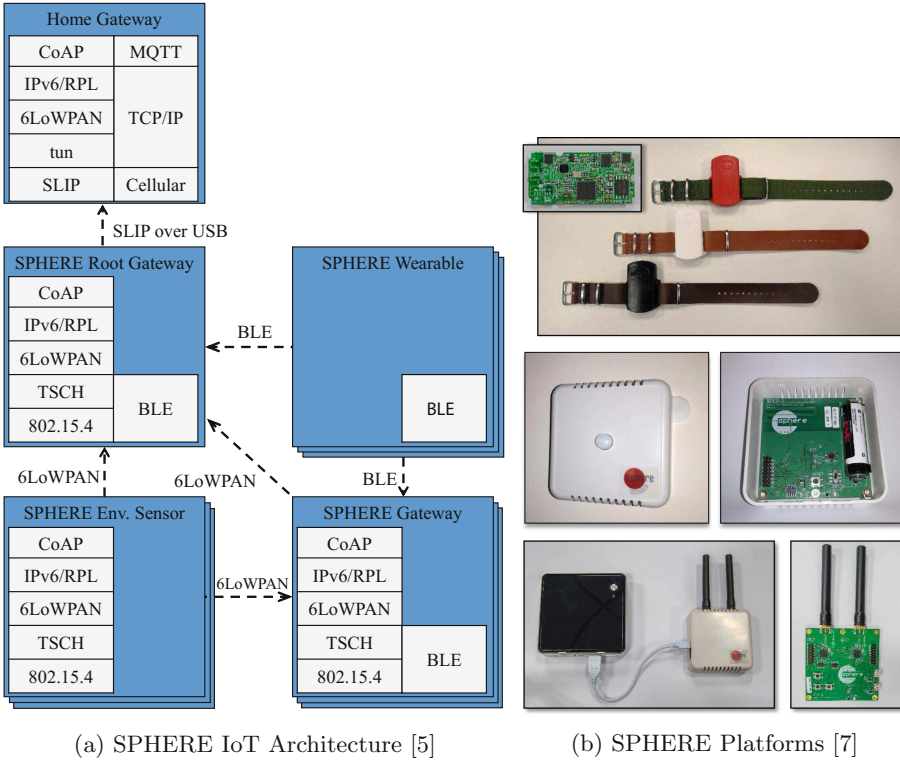 Home Gateway
CoAP MQTT
IPv6/RPL
6LoWPAN TCP/IP
tun
SLIP Cellular
SLIP over USB
SPHERE Root Gateway
CoAP
IPv6/RPL
6LoWPAN
TSCH
802.15.4
BLE
BLE
SPHERE Wearable
BLE
6LoWPAN
6LoWPAN
BLE
SPHERE Env. Sensor
CoAP
IPv6/RPL
6LoWPAN
TSCH
802.15.4
6LoWPAN
SPHERE Gateway
CoAP
IPv6/RPL
6LoWPAN
TSCH
802.15.4
BLE
(a) SPHERE IoT Architecture [5]
sphere
sphere
(b) SPHERE Platforms [7]